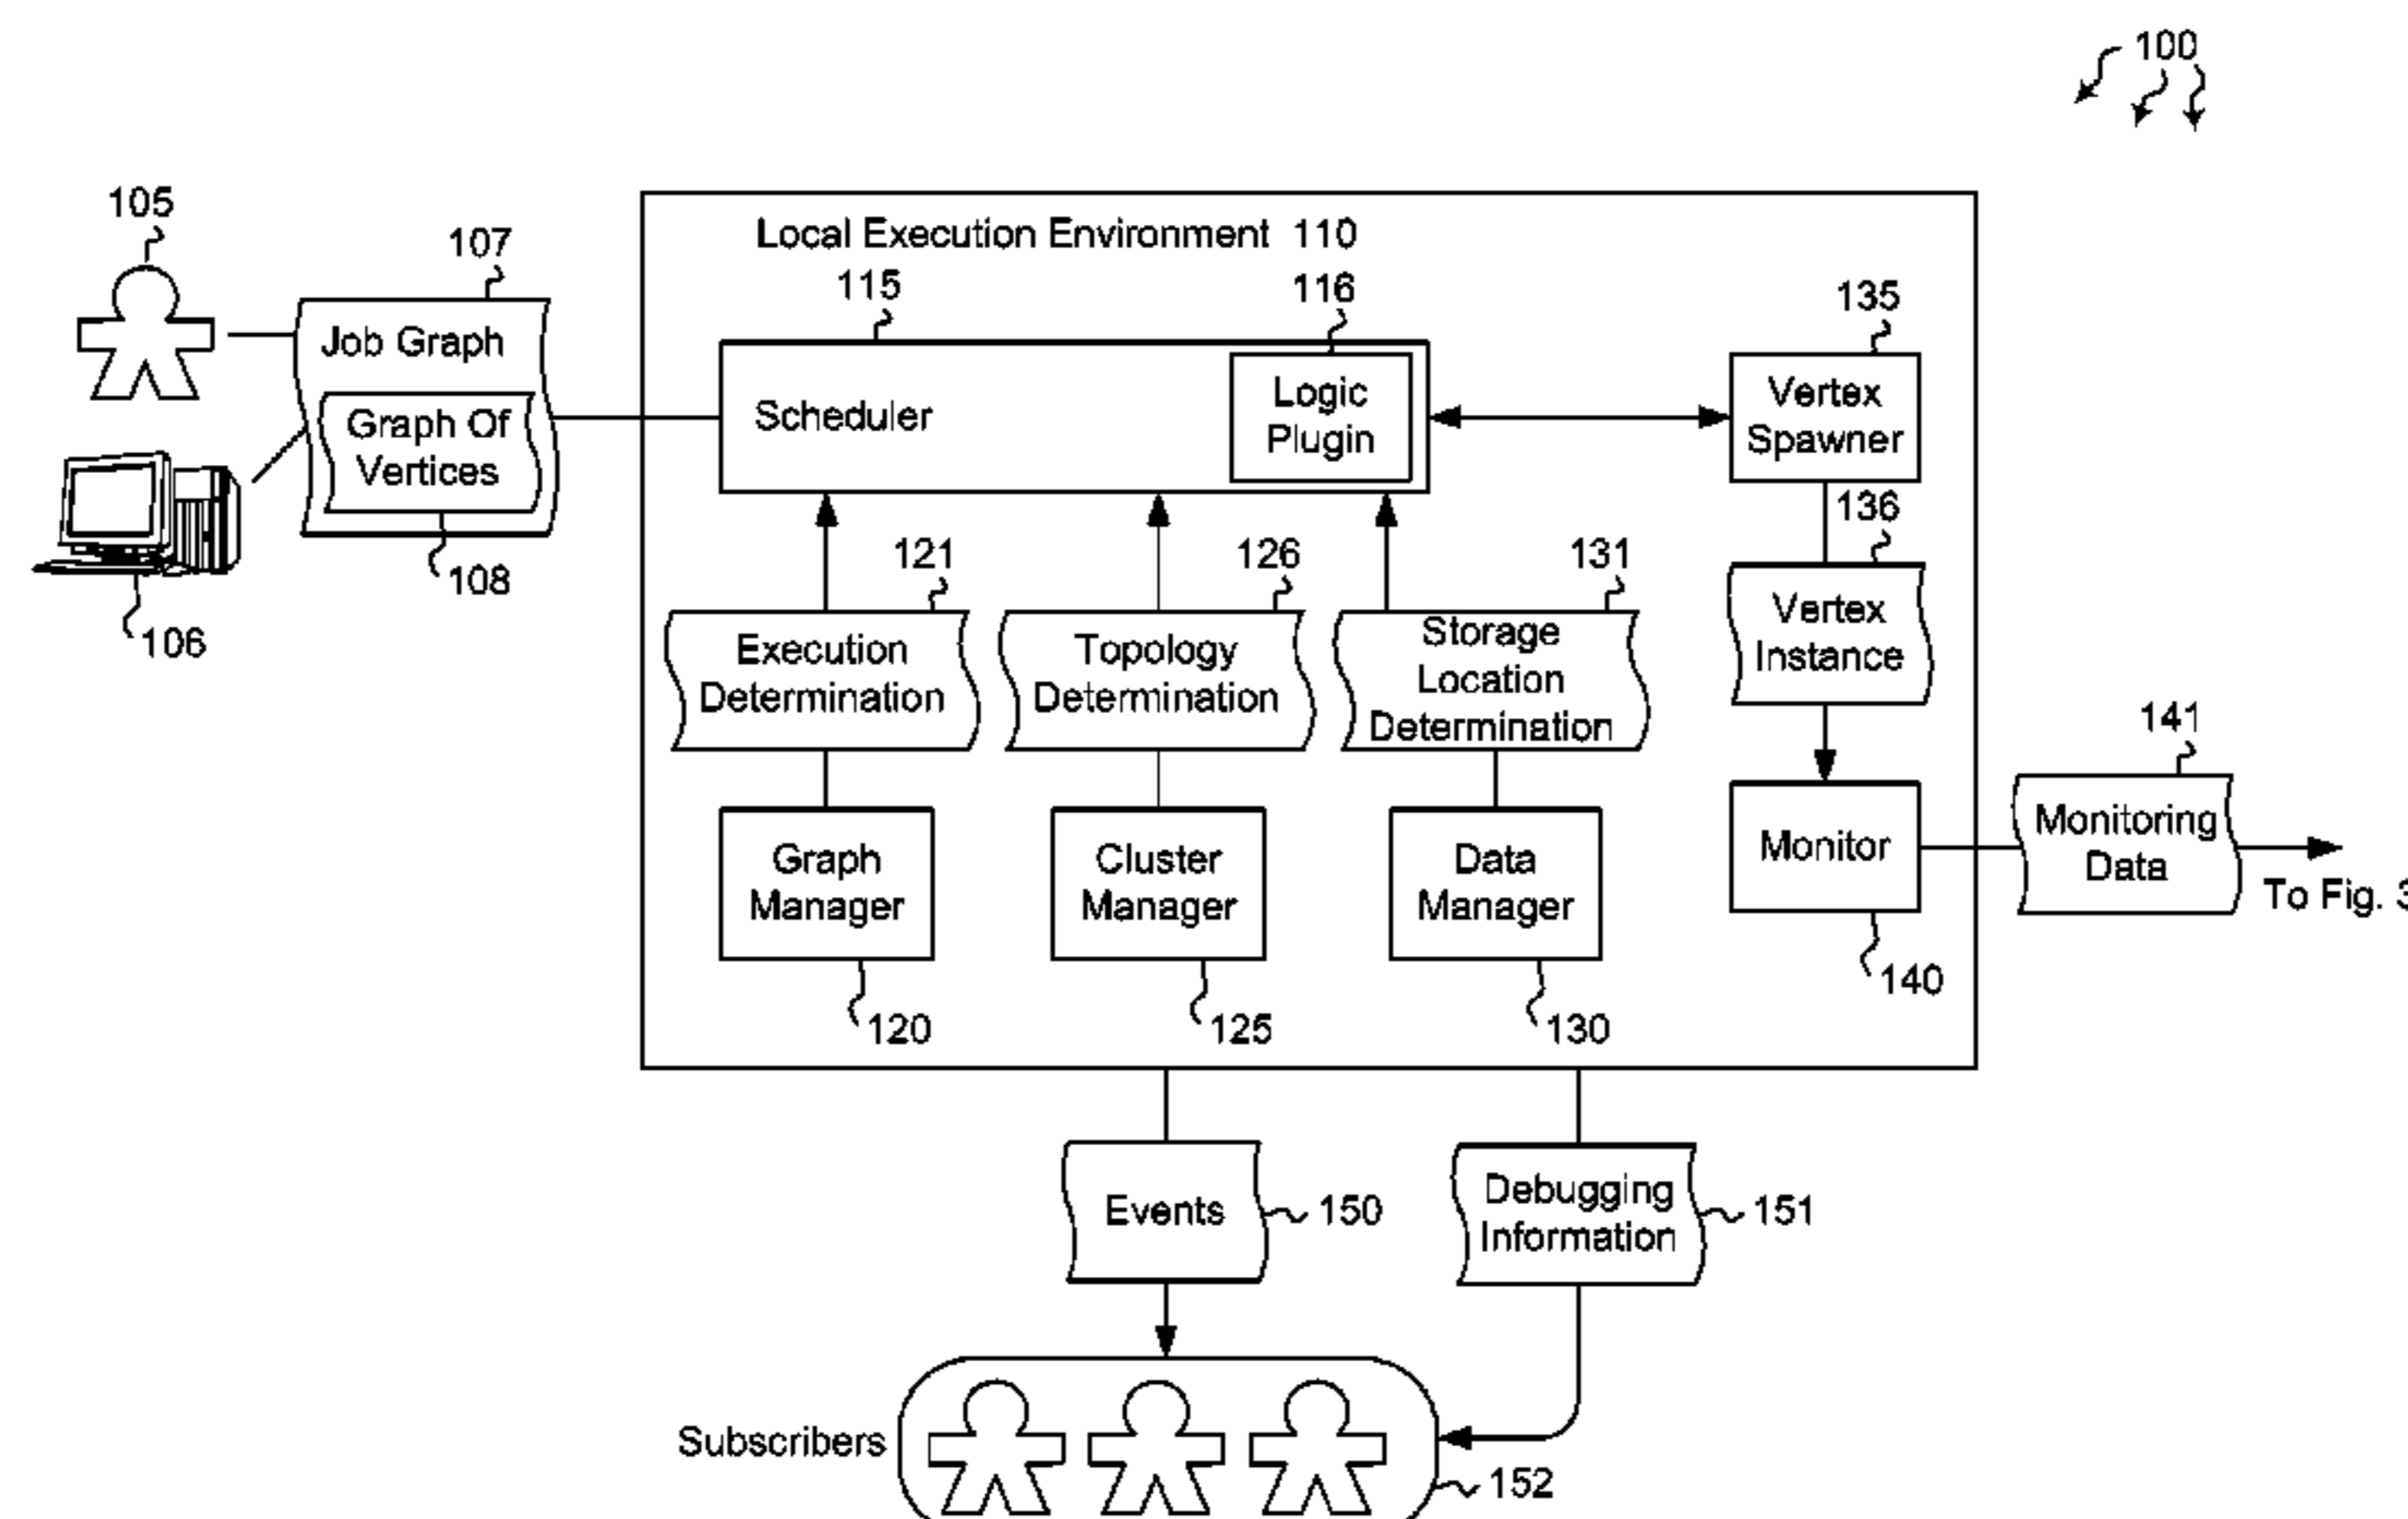 100
105
107
Local Execution Environment 110
115
116
135
Job Graph
Graph Of
Vertices
Scheduler
Logic
Plugin
Vertex
Spawner
108
106
136
121
126
131
Execution
Determination
Topology
Determination
Storage
Location
Determination
Vertex
Instance
141
Graph
Manager
Cluster
Manager
Data
Manager
Monitor
Monitoring
Data
To Fig. 3
120
125
130
140
Events
150
Debugging
Information
151
Subscribers
152